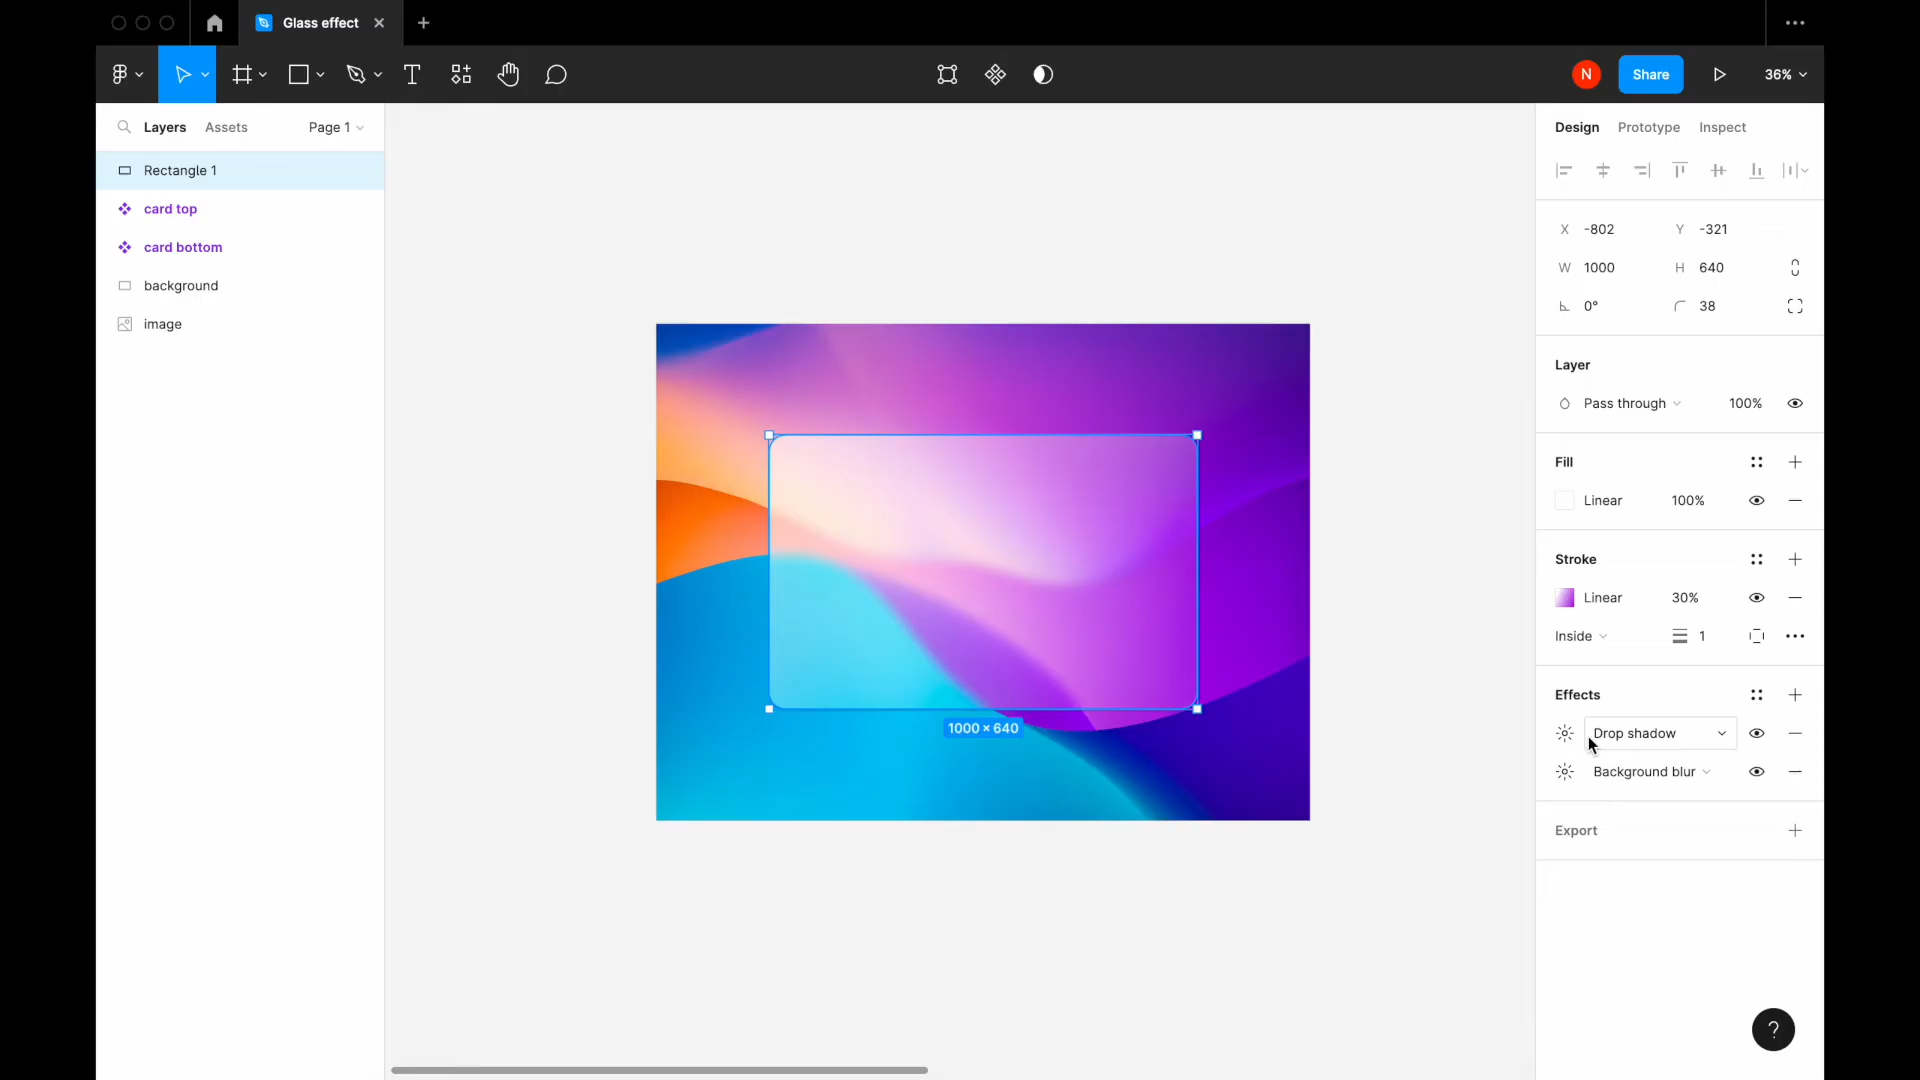 Glass effect
N
Share
36%
Layers
Assets
Page 1
Rectangle 1
card top
card bottom
background
image
1000 × 640
Design
Prototype
Inspect
X -802
Y -321
W 1000
H 640
0°
38
Layer
Pass through
100%
Fill
Linear
100%
Stroke
Linear
30%
Inside
1
Effects
Drop shadow
Background blur
Export
?